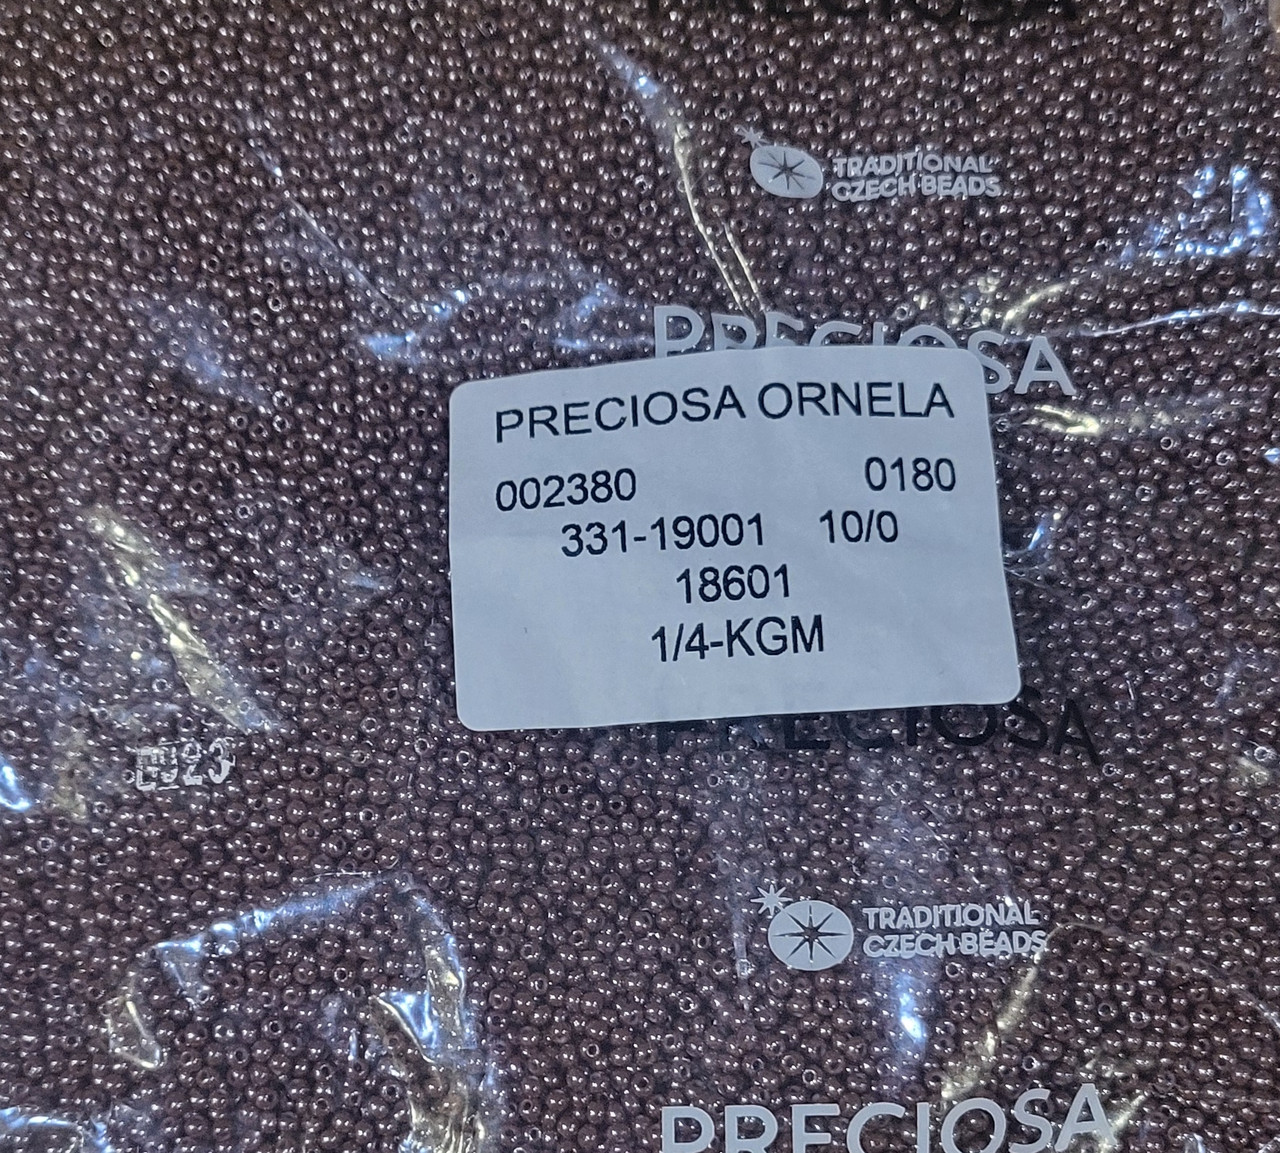 TRADITIONAL
CZECH BEADS
PRECIOSA
PRECIOSA ORNELA
002380 0180
331-19001 10/0
18601
1/4-KGM
PRECIOSA
TRADITIONAL
CZECH BEADS
PRECIOSA